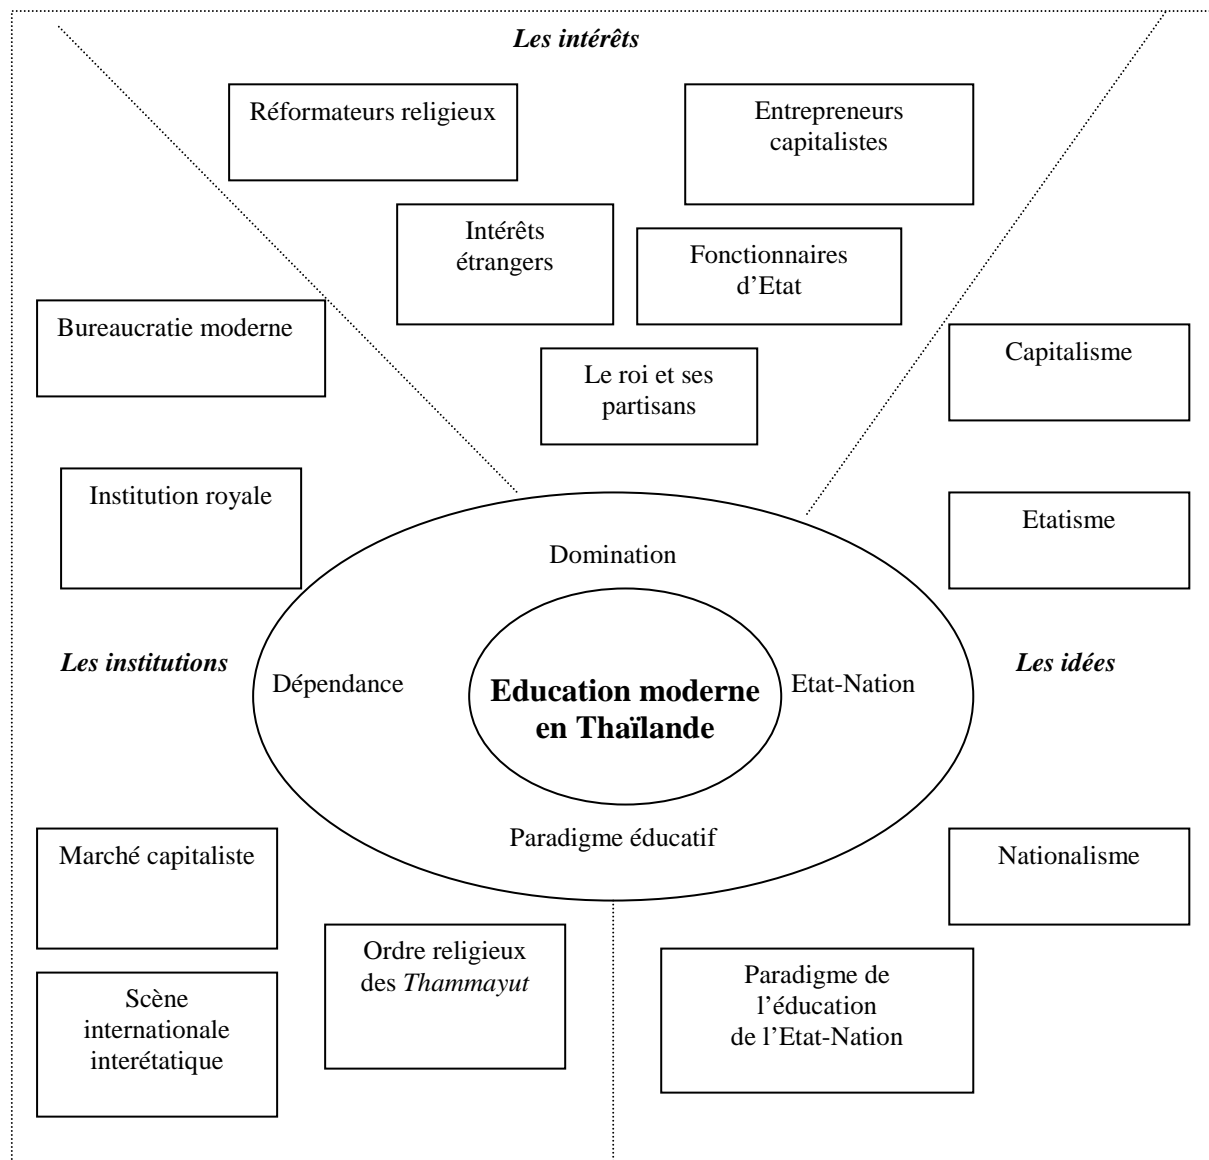 Les intérêts
Réformateurs religieux
Entrepreneurs
capitalistes
Intérêts
étrangers
Fonctionnaires
d’Etat
Bureaucratie moderne
Capitalisme
Le roi et ses
partisans
Institution royale
Etatisme
Domination
Les institutions
Les idées
Dépendance
Education moderne
en Thaïlande
Etat-Nation
Paradigme éducatif
Marché capitaliste
Nationalisme
Ordre religieux
des Thammayut
Scène
internationale
interétatique
Paradigme de
l’éducation
de l’Etat-Nation